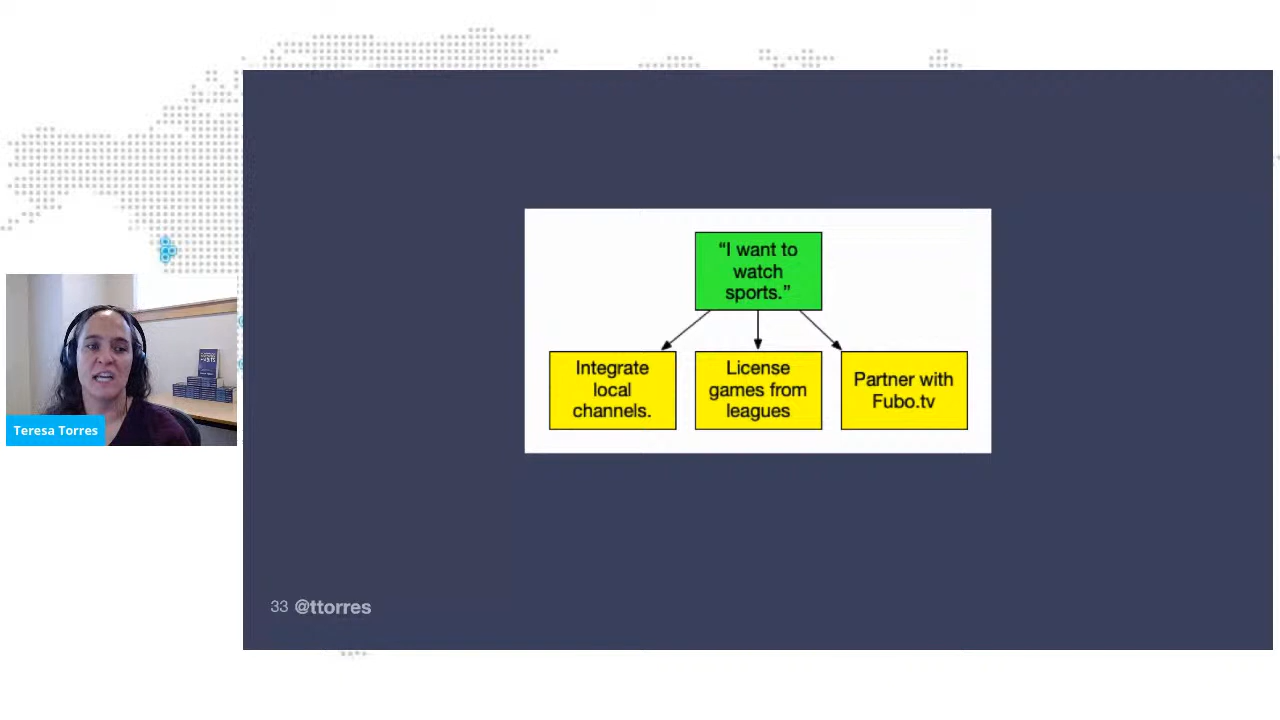 “I want to
watch
sports.”
Integrate
local
channels.
License
games from
leagues
Partner with
Fubo.tv
Teresa Torres
33 @ttorres